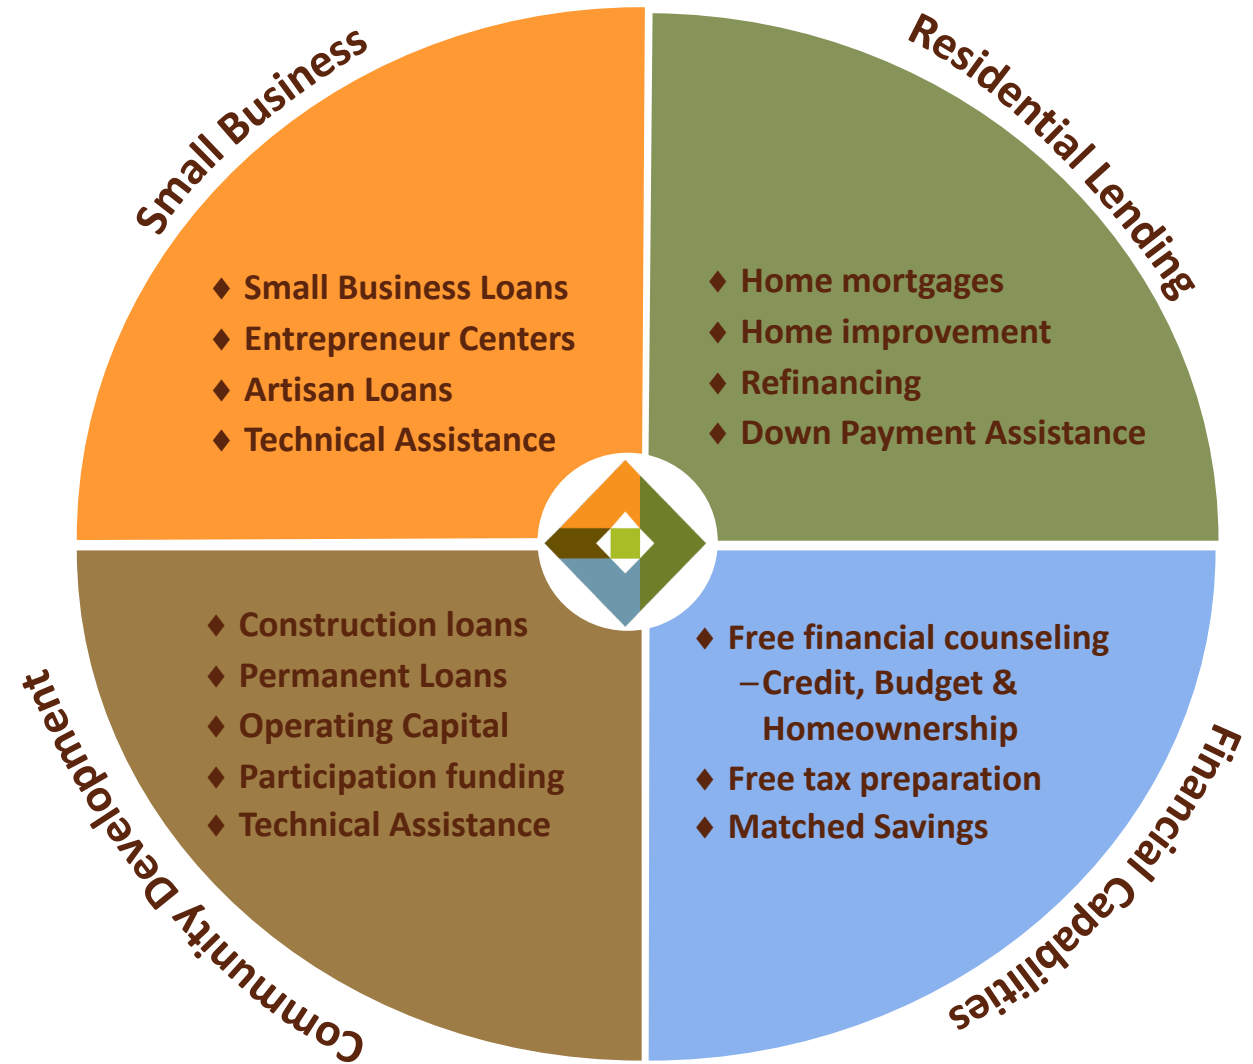 Small Business
♦ Small Business Loans
♦ Entrepreneur Centers
♦ Artisan Loans
♦ Technical Assistance
Residential Lending
♦ Home mortgages
♦ Home improvement
♦ Refinancing
♦ Down Payment Assistance
Community Development
♦ Construction loans
♦ Permanent Loans
♦ Operating Capital
♦ Participation funding
♦ Technical Assistance
Financial Capabilities
♦ Free financial counseling
–Credit, Budget &
Homeownership
♦ Free tax preparation
♦ Matched Savings